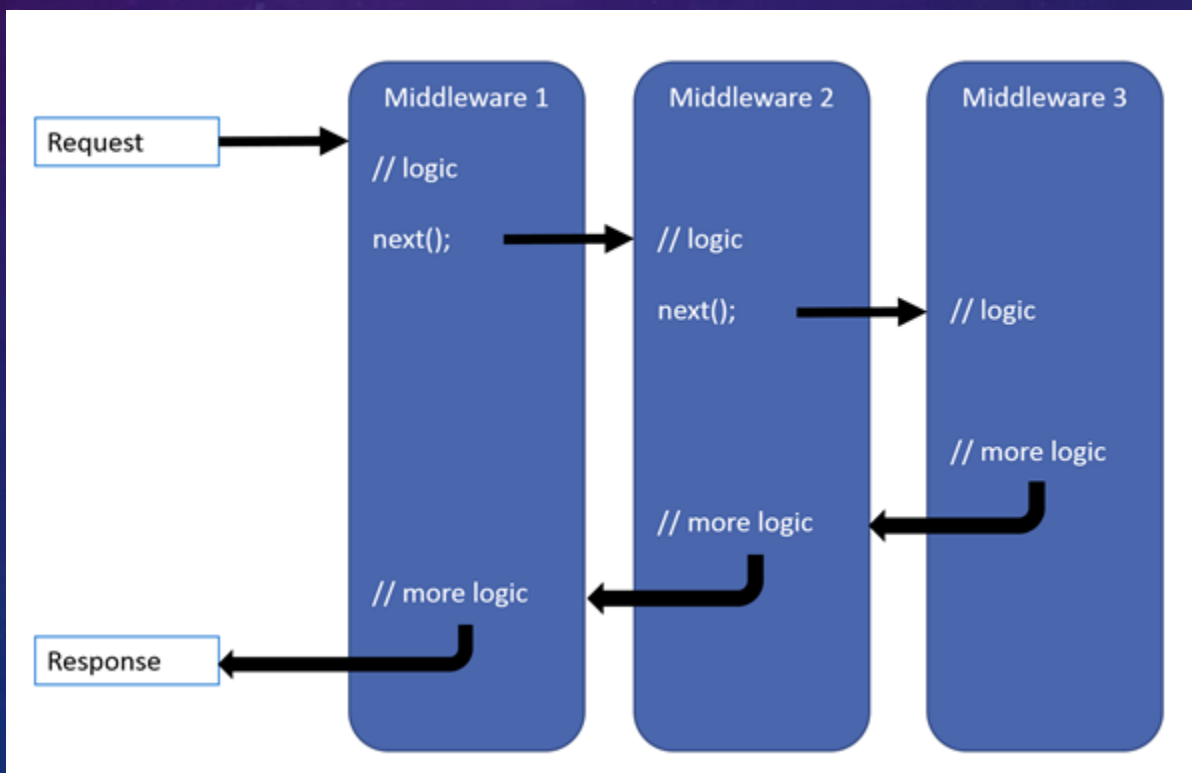 Middleware 1
Middleware 2
Middleware 3
Request
// logic
next();
// logic
next();
// logic
// more logic
// more logic
// more logic
Response